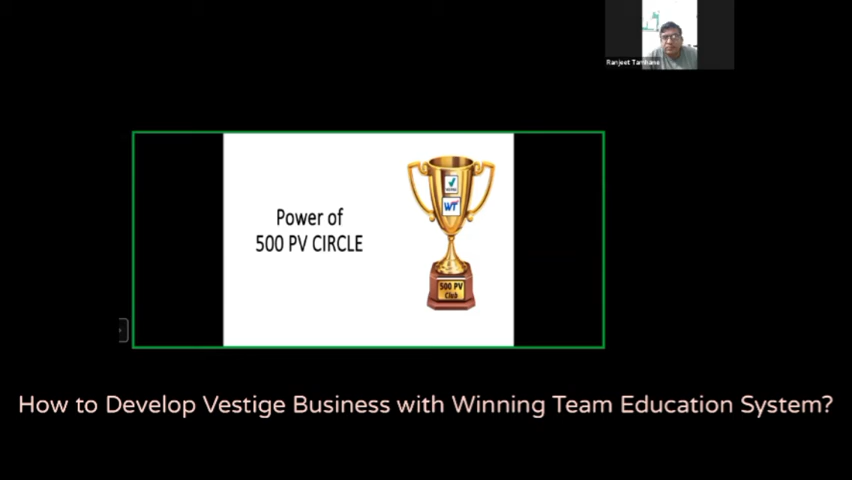 Ranjeet Tamhane
Power of
500 PV CIRCLE
WT
500 PV
Club
How to Develop Vestige Business with Winning Team Education System?